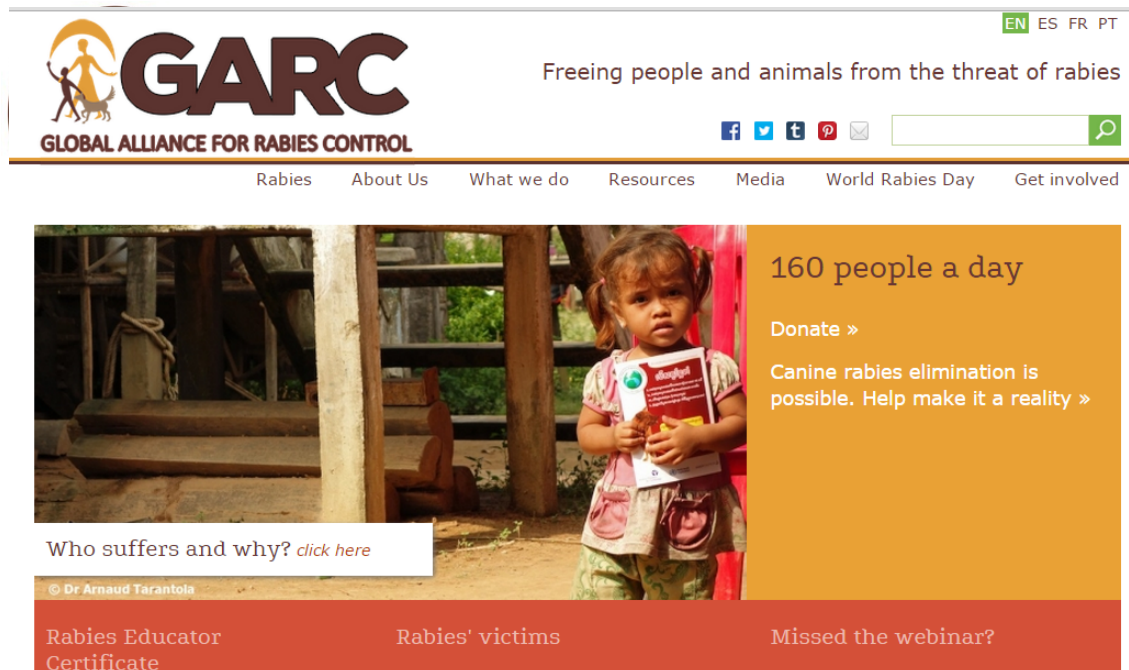 EN ES FR PT
GARC
GLOBAL ALLIANCE FOR RABIES CONTROL
Freeing people and animals from the threat of rabies
Rabies About Us What we do Resources Media World Rabies Day Get involved
160 people a day
Donate »
Canine rabies elimination is
possible. Help make it a reality »
Who suffers and why? click here
© Dr Arnaud Tarantola
Rabies Educator
Certificate
Rabies' victims
Missed the webinar?